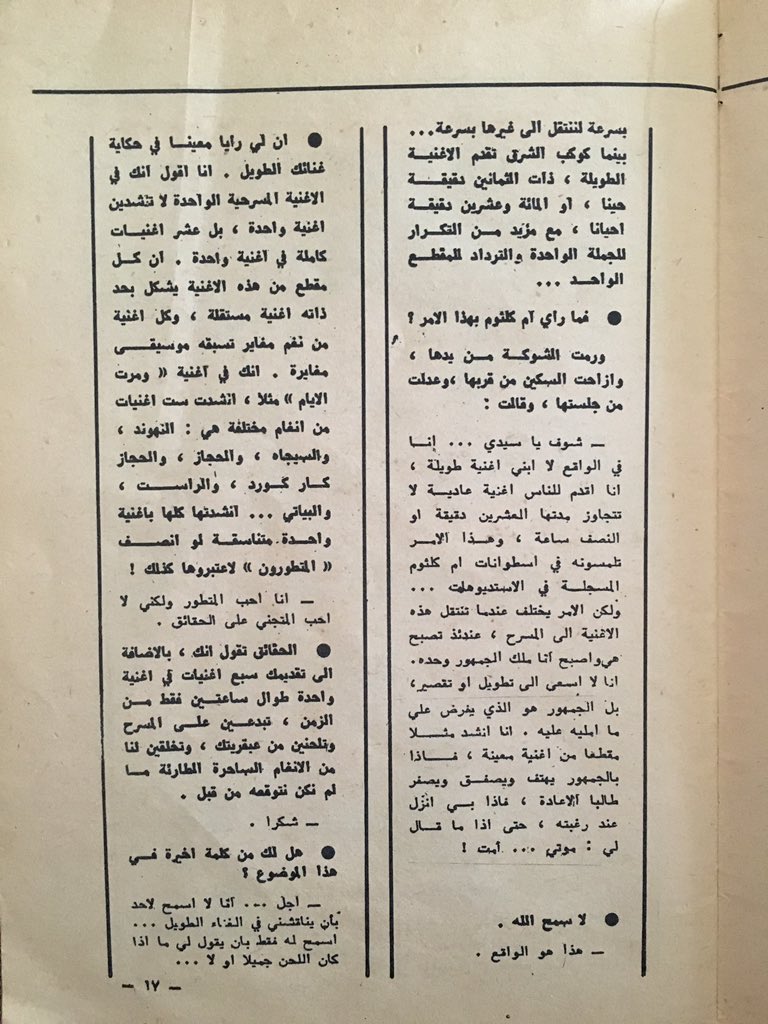 بسرعة لننتقل الى غيرها بسرعة...
بينما كوكب الشرق تقدم الاغنية
الطويلة ، ذات الثمانين دقيقة
حينا ، أو المائة وعشرين دقيقة
احيانا ، مع مزيد من التكرار
للجملة الواحدة والترداد للمقطع
الواحد ...
● فما رأي أم كلثوم بهذا الامر ؟
ورمت الشوكة من يدها ،
وازاحت السكين من قربها ،وعدلت
من جلستها ، وقالت :
— شوف يا سيدي ... إنا
في الواقع لا ابني اغنية طويلة ،
انا اقدم للناس اغنية عادية لا
تتجاوز مدتها العشرين دقيقة او
النصف ساعة ، وهذا الامر
تلمسونه في أسطوانات ام كلثوم
المسجلة في الاستديوهات ...
ولكن الامر يختلف عندما تنتقل هذه
الاغنية الى المسرح ، عندئذ تصبح
هي واصبح أنا ملك الجمهور وحده.
انا لا اسعى الى تطويل او تقصير،
بل الجمهور هو الذي يفرض علي
ما امليه عليه . انا انشد مثلا
مقطعا من اغنية معينة ، فاذا
بالجمهور يهتف ويصفق ويصفر
طالبا الاعادة ، فاذا بي انزل
عند رغبته ، حتى اذا ما قال
لي : موتي ... أمت !
● لا سمح الله .
— هذا هو الواقع .
● ان لي رأيا معينا في حكاية
غنائك الطويل . انا اقول انك في
الاغنية المسرحية الواحدة لا تنشدين
اغنية واحدة ، بل عشر اغنيات
كاملة في أغنية واحدة . ان كل
مقطع من هذه الاغنية يشكل بحد
ذاته اغنية مستقلة ، وكل اغنية
من نغم مغاير تسبقه موسيقى
مغايرة . انك في أغنية « ومرت
الايام » مثلا ، انشدت ست اغنيات
من انغام مختلفة هي : النهوند ،
والسيجاه ، والحجاز ، والحجاز
كار كورد ، والراست ،
والبياتي ... انشدتها كلها باغنية
واحدة متناسقة لو انصف
« المتطورون » لاعتبروها كذلك !
— انا احب المتطور ولكني لا
احب المتجني على الحقائق .
● الحقائق تقول انك ، بالاضافة
الى تقديمك سبع اغنيات في اغنية
واحدة طوال ساعتين فقط من
الزمن ، تبدعين على المسرح
وتلحنين من عبقريتك ، وتخلقين لنا
من الانغام الساحرة الطارئة ما
لم نكن نتوقعه من قبل .
— شكرا .
● هل لك من كلمة اخيرة في
هذا الموضوع ؟
— اجل ... أنا لا اسمح لاحد
بأن يناقشني في الغناء الطويل ...
اسمح له فقط بان يقول لي ما اذا
كان اللحن جميلا او لا ...
— ١٧ —